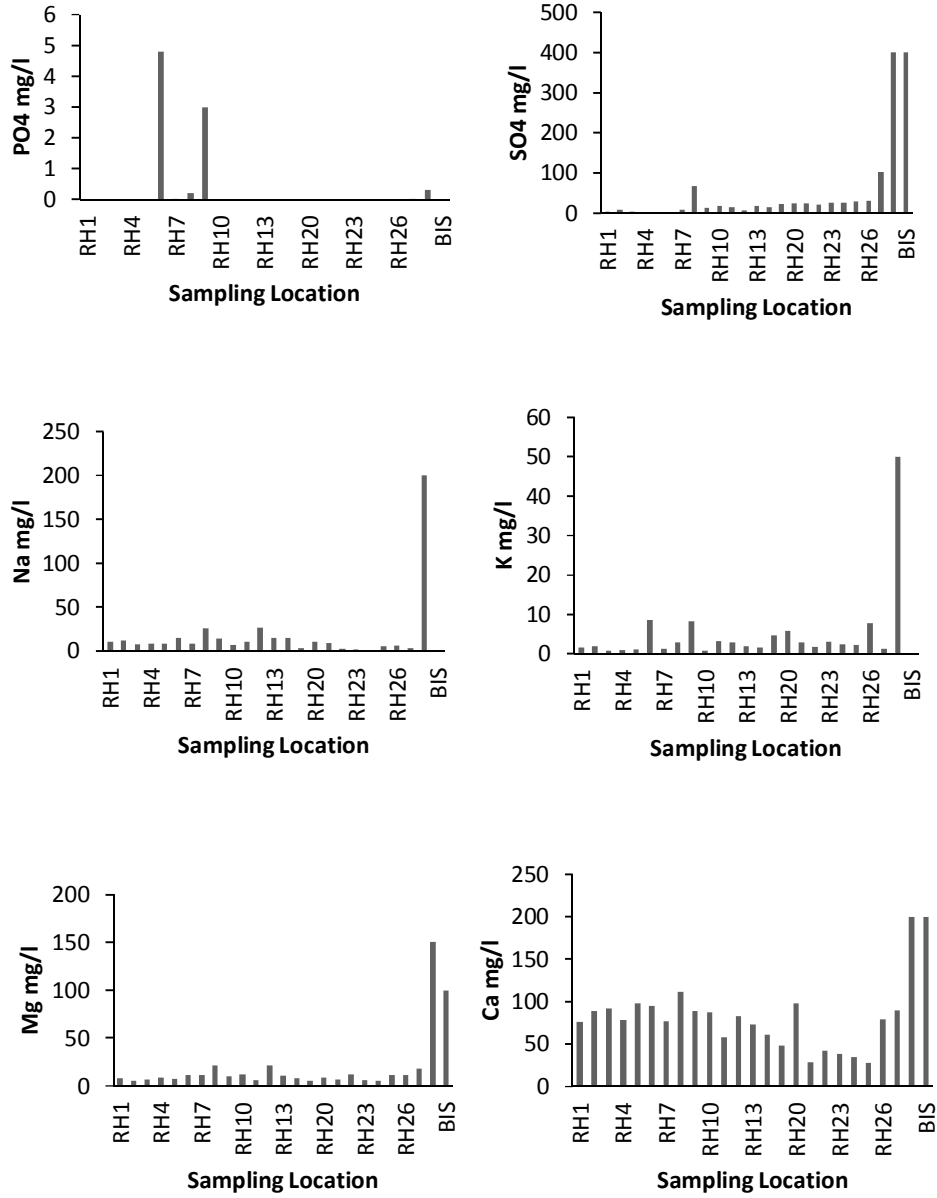 PO4 mg/l
6
5
4
3
2
1
0
RH1
RH4
RH7
RH10
RH13
RH20
RH23
RH26
BIS
Sampling Location
SO4 mg/l
500
400
300
200
100
0
RH1
RH4
RH7
RH10
RH13
RH20
RH23
RH26
BIS
Sampling Location
Na mg/l
250
200
150
100
50
0
RH1
RH4
RH7
RH10
RH13
RH20
RH23
RH26
BIS
Sampling Location
K mg/l
60
50
40
30
20
10
0
RH1
RH4
RH7
RH10
RH13
RH20
RH23
RH26
BIS
Sampling Location
Mg mg/l
200
150
100
50
0
RH1
RH4
RH7
RH10
RH13
RH20
RH23
RH26
BIS
Sampling Location
Ca mg/l
250
200
150
100
50
0
RH1
RH4
RH7
RH10
RH13
RH20
RH23
RH26
BIS
Sampling Location